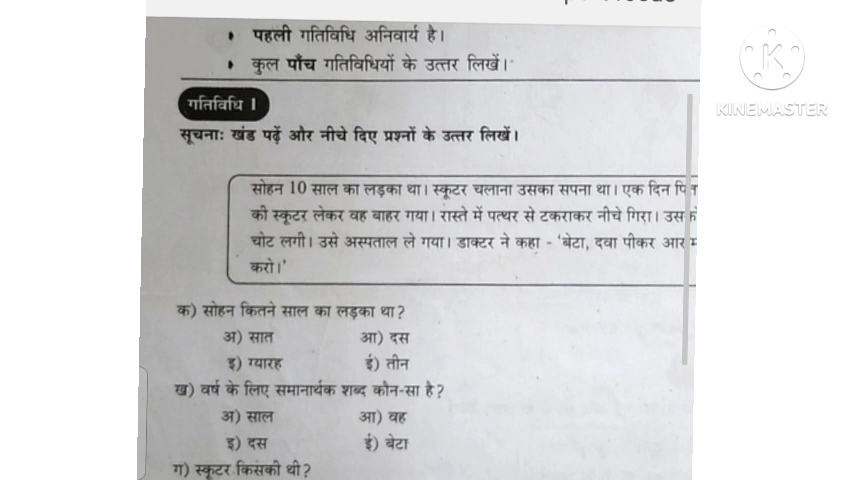 • पहली गतिविधि अनिवार्य है।
• कुल पाँच गतिविधियों के उत्तर लिखें।
गतिविधि I
सूचनाः खंड पढ़ें और नीचे दिए प्रश्नों के उत्तर लिखें।
सोहन 10 साल का लड़का था। स्कूटर चलाना उसका सपना था। एक दिन
की स्कूटर लेकर वह बाहर गया। रास्ते में पत्थर से टकराकर नीचे गिरा। उसको
चोट लगी। उसे अस्पताल ले गया। डाक्टर ने कहा - 'बेटा, दवा पीकर
करो।'
क) सोहन कितने साल का लड़का था?
अ) सात आ) दस
इ) ग्यारह ई) तीन
ख) वर्ष के लिए समानार्थक शब्द कौन-सा है?
अ) साल आ) वह
इ) दस ई) बेटा
ग) स्कूटर किसकी थी?
K
KINEMASTER